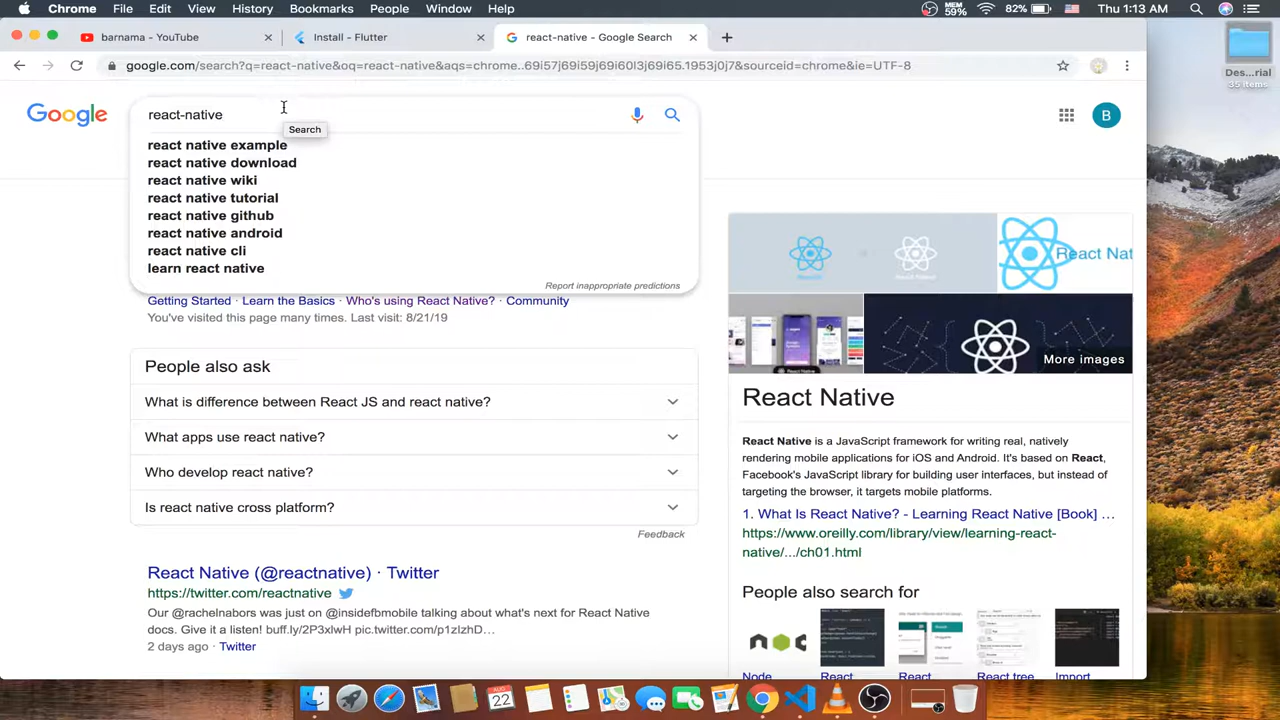 Chrome File Edit View History Bookmarks People Window Help MEM 59% 82% Thu 1:13 AM
barnama - YouTube
Install - Flutter
react-native - Google Search
google.com/search?q=react-native&oq=react-native&aqs=chrome..69i57j69i59j69i60l3j69i65.1953j0j7&sourceid=chrome&ie=UTF-8
Des...rial
35 items
Google
react-native
B
Search
react native example
react native download
react native wiki
react native tutorial
react native github
react native android
react native cli
learn react native
Report inappropriate predictions
Getting Started · Learn the Basics · Who's using React Native? · Community
You've visited this page many times. Last visit: 8/21/19
People also ask
What is difference between React JS and react native?
What apps use react native?
Who develop react native?
Is react native cross platform?
Feedback
React Native (@reactnative) · Twitter
https://twitter.com/reactnative
Our @rachelnabors was just on @insidefbmobile talking about what's next for React Native
docs. Give it a listen!
2 days ago · Twitter
React Nat
More images
React Native
React Native is a JavaScript framework for writing real, natively
rendering mobile applications for iOS and Android. It's based on React,
Facebook's JavaScript library for building user interfaces, but instead of
targeting the browser, it targets mobile platforms.
1. What Is React Native? - Learning React Native [Book] ...
https://www.oreilly.com/library/view/learning-react-
native/.../ch01.html
People also search for
Node
React
React
React tree
Import
AUG
22